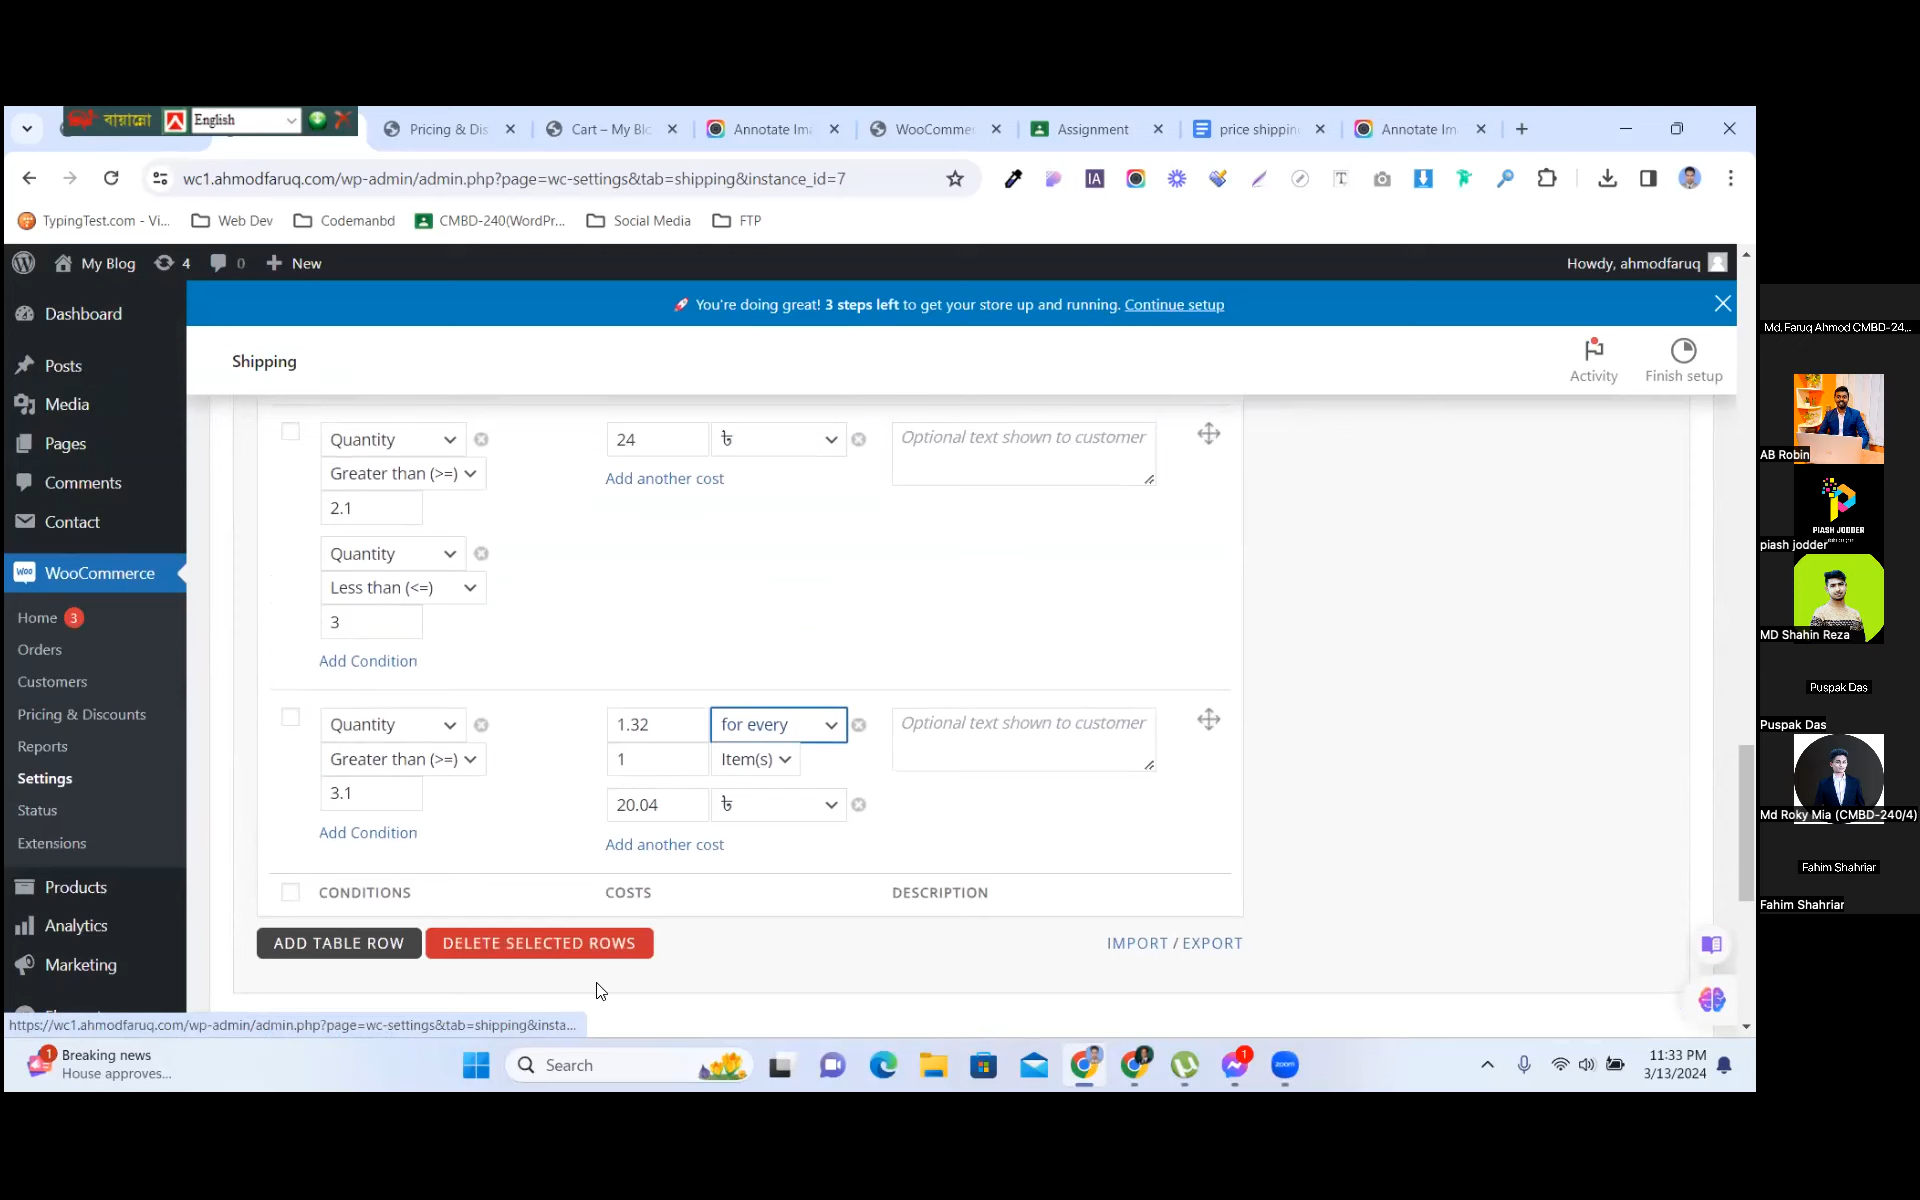 বায়ান্নো
English
Pricing & Dis
Cart – My Blo
Annotate Ima
WooCommer
Assignment
price shippin
Annotate Im
wc1.ahmodfaruq.com/wp-admin/admin.php?page=wc-settings&tab=shipping&instance_id=7
TypingTest.com - Vi...
Web Dev
Codemanbd
CMBD-240(WordPr...
Social Media
FTP
My Blog
4
0
New
Howdy, ahmodfaruq
You're doing great! 3 steps left to get your store up and running. Continue setup
Shipping
Activity
Finish setup
Dashboard
Posts
Media
Pages
Comments
Contact
WooCommerce
Home 3
Orders
Customers
Pricing & Discounts
Reports
Settings
Status
Extensions
Products
Analytics
Marketing
Quantity
Greater than (>=)
2.1
Quantity
Less than (<=)
3
Add Condition
24
৳
Add another cost
Optional text shown to customer
Quantity
Greater than (>=)
3.1
Add Condition
1.32
for every
1
Item(s)
20.04
৳
Add another cost
Optional text shown to customer
CONDITIONS
COSTS
DESCRIPTION
ADD TABLE ROW
DELETE SELECTED ROWS
IMPORT / EXPORT
https://wc1.ahmodfaruq.com/wp-admin/admin.php?page=wc-settings&tab=shipping&insta...
1
Breaking news
House approves...
Search
1
zoom
11:33 PM
3/13/2024
Md. Faruq Ahmod CMBD-24...
AB Robin
PIASH JODDER
piash jodder
MD Shahin Reza
Puspak Das
Puspak Das
Md Roky Mia (CMBD-240/4)
Fahim Shahriar
Fahim Shahriar